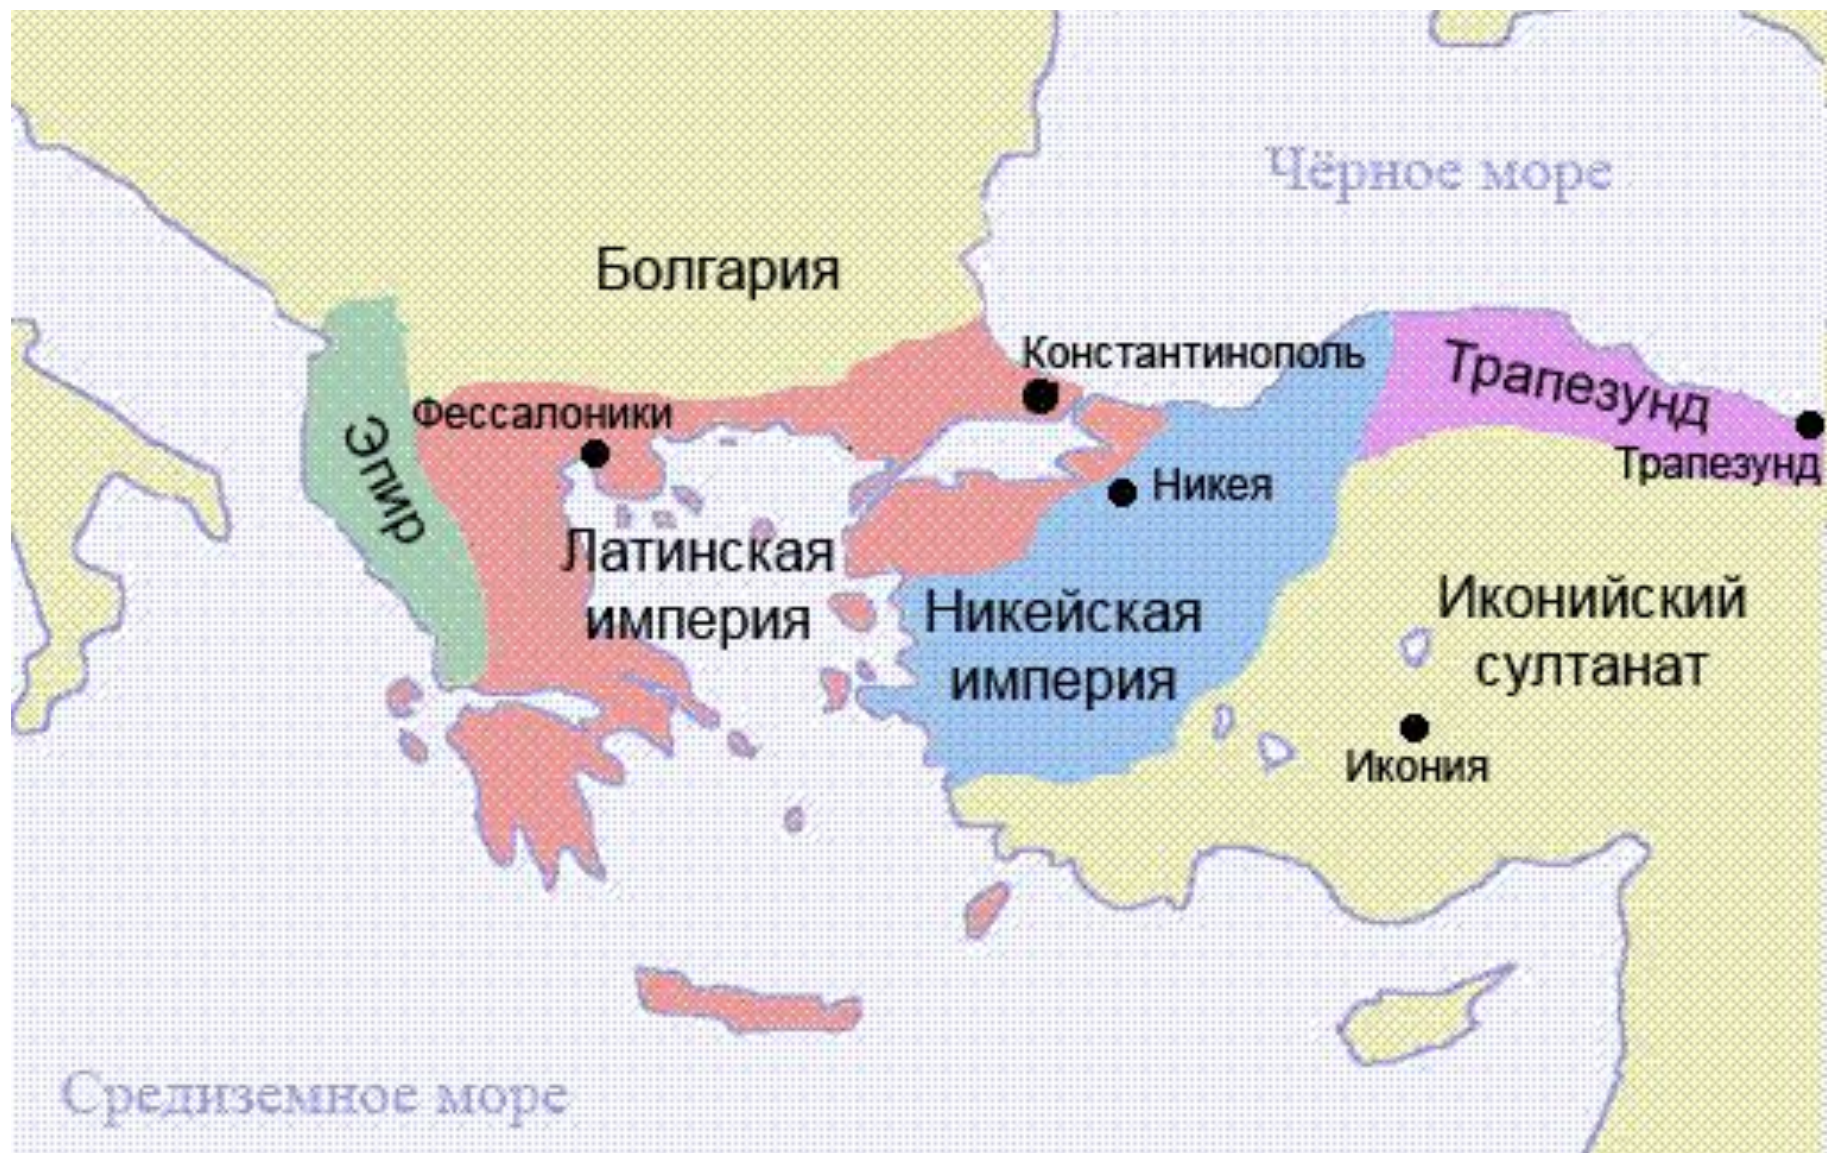 Чёрное море
Болгария
Константинополь
Трапезунд
Фессалоники
Эпир
Трапезунд
Никея
Латинская
империя
Никейская
империя
Иконийский
султанат
Икония
Средиземное море